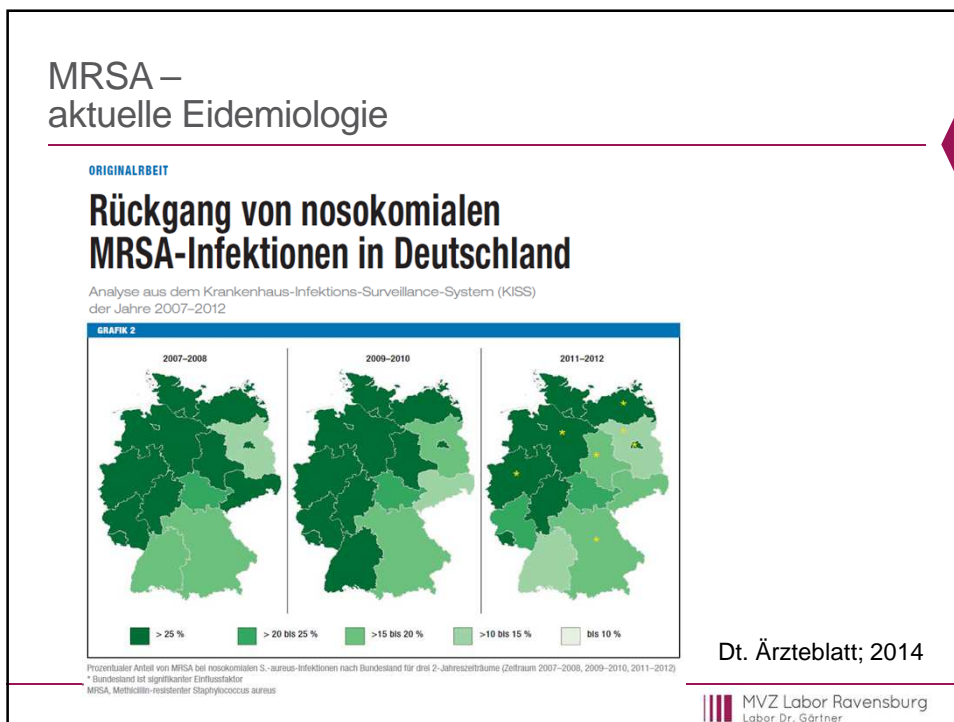 MRSA –
aktuelle Eidemiologie
ORIGINALRBEIT
Rückgang von nosokomialen
MRSA-Infektionen in Deutschland
Analyse aus dem Krankenhaus-Infektions-Surveillance-System (KISS)
der Jahre 2007–2012
GRAFIK 2
2007–2008 2009–2010 2011–2012
> 25 % > 20 bis 25 % >15 bis 20 % >10 bis 15 % bis 10 %
Prozentualer Anteil von MRSA bei nosokomialen S.-aureus-Infektionen nach Bundesland für drei 2-Jahreszeiträume (Zeitraum 2007–2008, 2009–2010, 2011–2012)
* Bundesland ist signifikanter Einflussfaktor
MRSA, Methicillin-resistenter Staphylococcus aureus
Dt. Ärzteblatt; 2014
MVZ Labor Ravensburg
Labor Dr. Gärtner